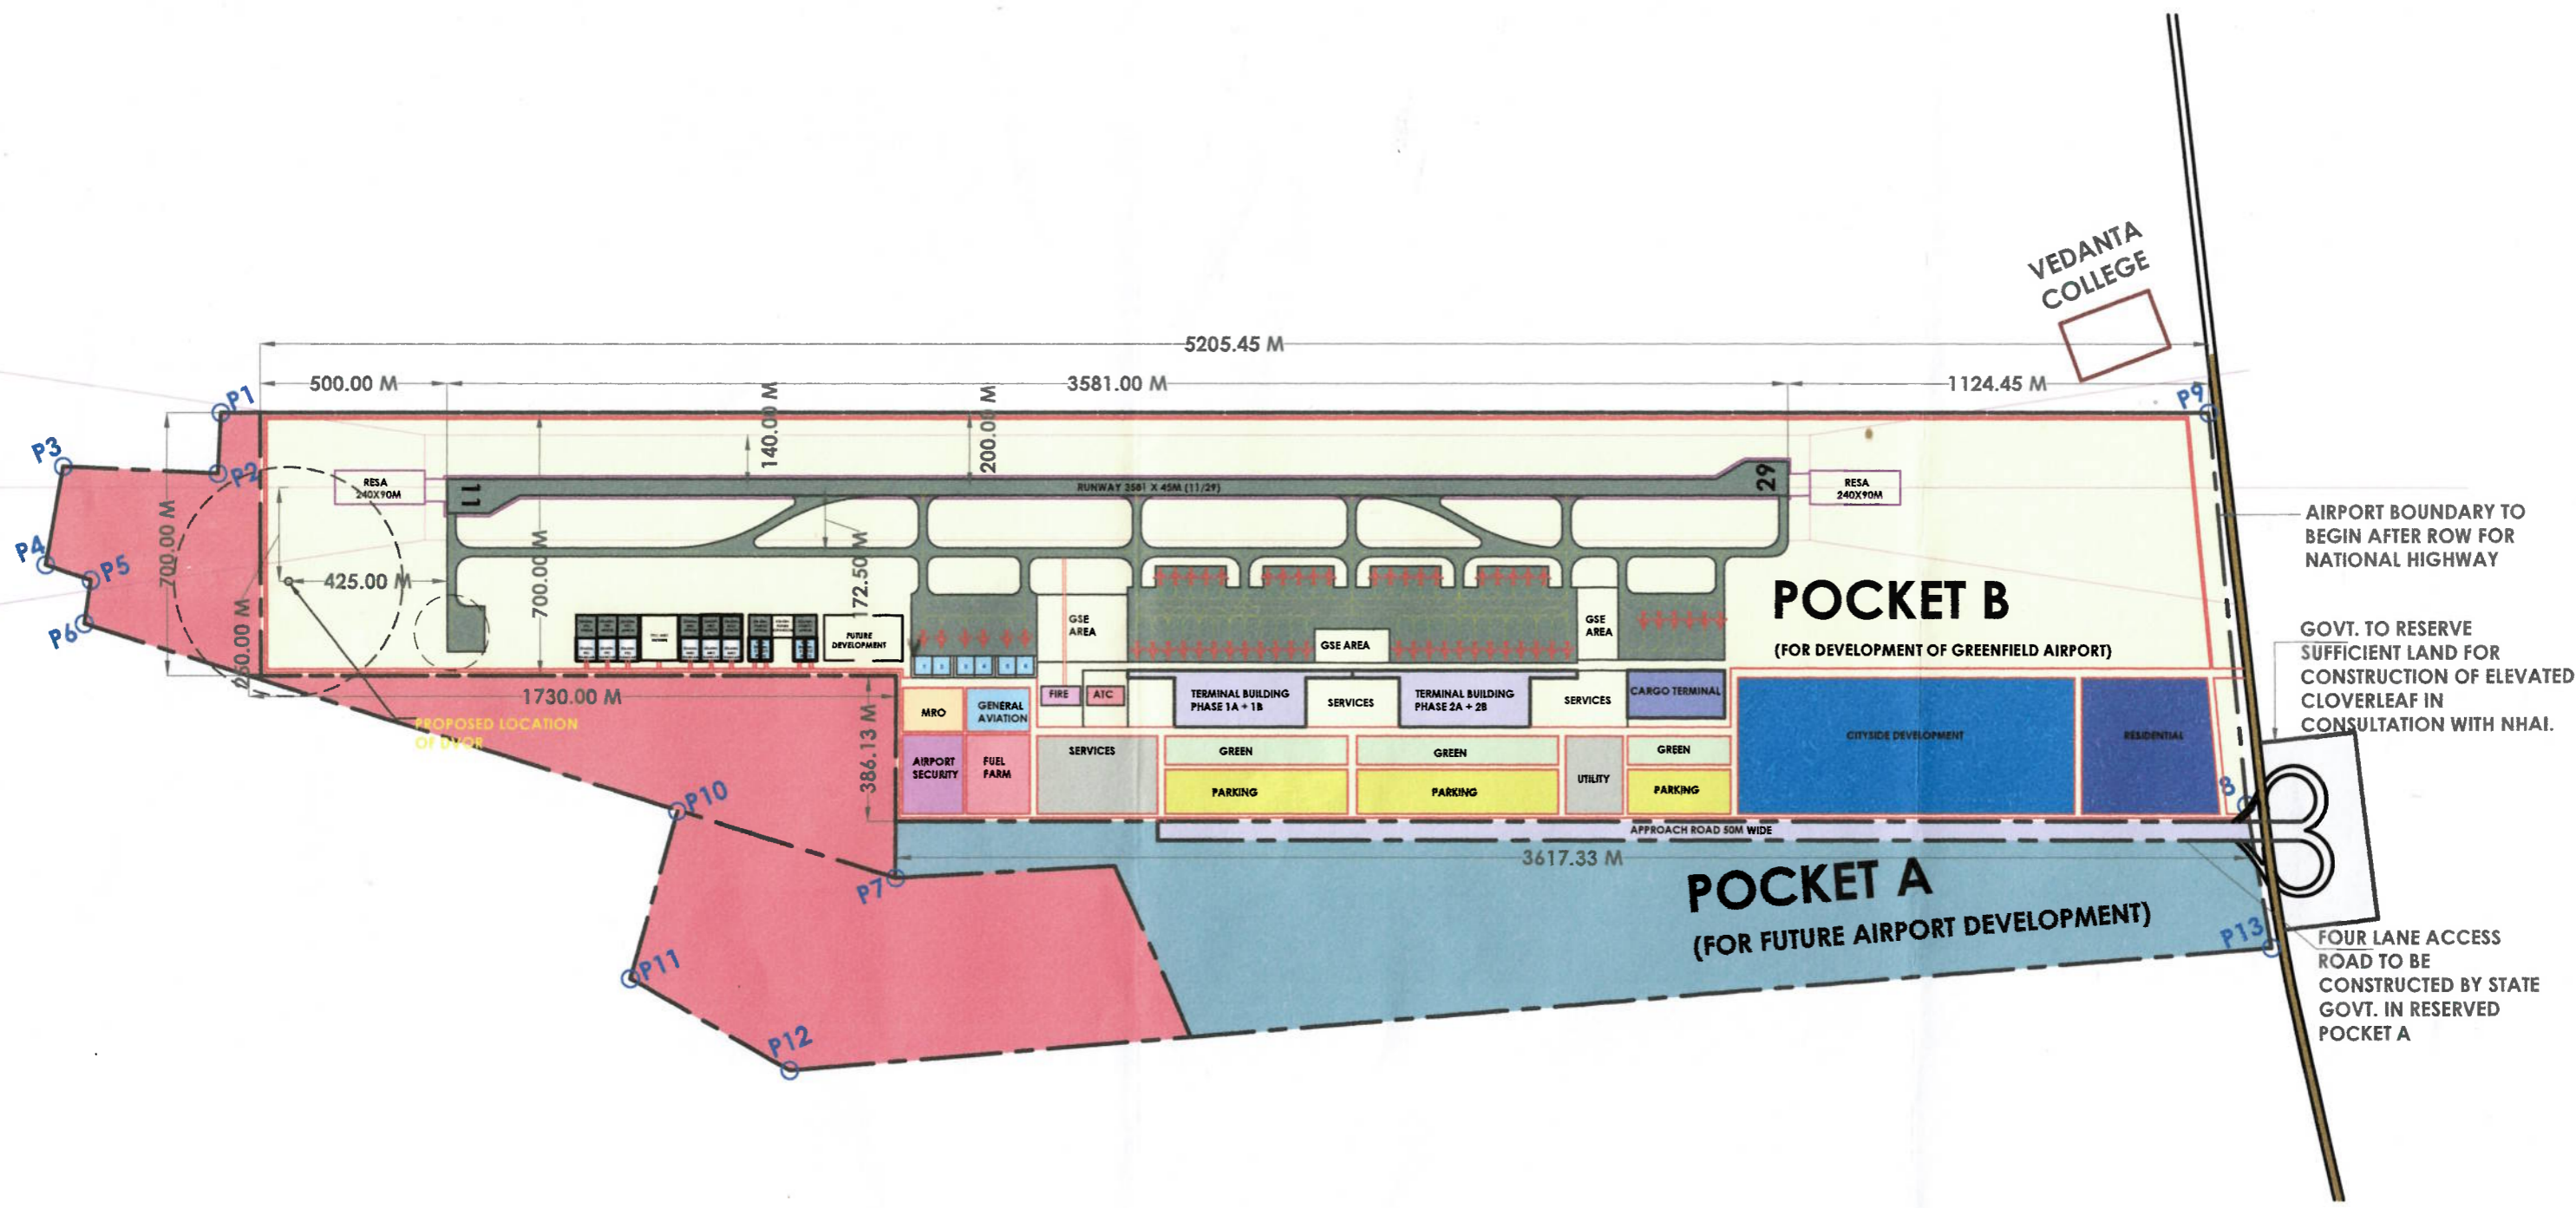 VEDANTA
COLLEGE
5205.45 M
500.00 M
3581.00 M
1124.45 M
P1
P9
140.00 M
200.00 M
P3
P2
RESA
240X90M
11
RUNWAY 3581 X 45M (11/29)
29
RESA
240X90M
700.00 M
700.00 M
172.50 M
AIRPORT BOUNDARY TO
BEGIN AFTER ROW FOR
NATIONAL HIGHWAY
P4
P5
425.00 M
P6
POCKET B
(FOR DEVELOPMENT OF GREENFIELD AIRPORT)
GSE
AREA
GSE
AREA
GSE AREA
FUTURE
DEVELOPMENT
GOVT. TO RESERVE
SUFFICIENT LAND FOR
CONSTRUCTION OF ELEVATED
CLOVERLEAF IN
CONSULTATION WITH NHAI.
1730.00 M
PROPOSED LOCATION
OF DVOR
386.13 M
MRO
GENERAL
AVIATION
FIRE
ATC
TERMINAL BUILDING
PHASE 1A + 1B
SERVICES
TERMINAL BUILDING
PHASE 2A + 2B
SERVICES
CARGO TERMINAL
AIRPORT
SECURITY
FUEL
FARM
SERVICES
GREEN
GREEN
GREEN
CITYSIDE DEVELOPMENT
RESIDENTIAL
UTILITY
PARKING
PARKING
PARKING
8
P10
APPROACH ROAD 50M WIDE
3617.33 M
P7
POCKET A
(FOR FUTURE AIRPORT DEVELOPMENT)
P11
P12
P13
FOUR LANE ACCESS
ROAD TO BE
CONSTRUCTED BY STATE
GOVT. IN RESERVED
POCKET A